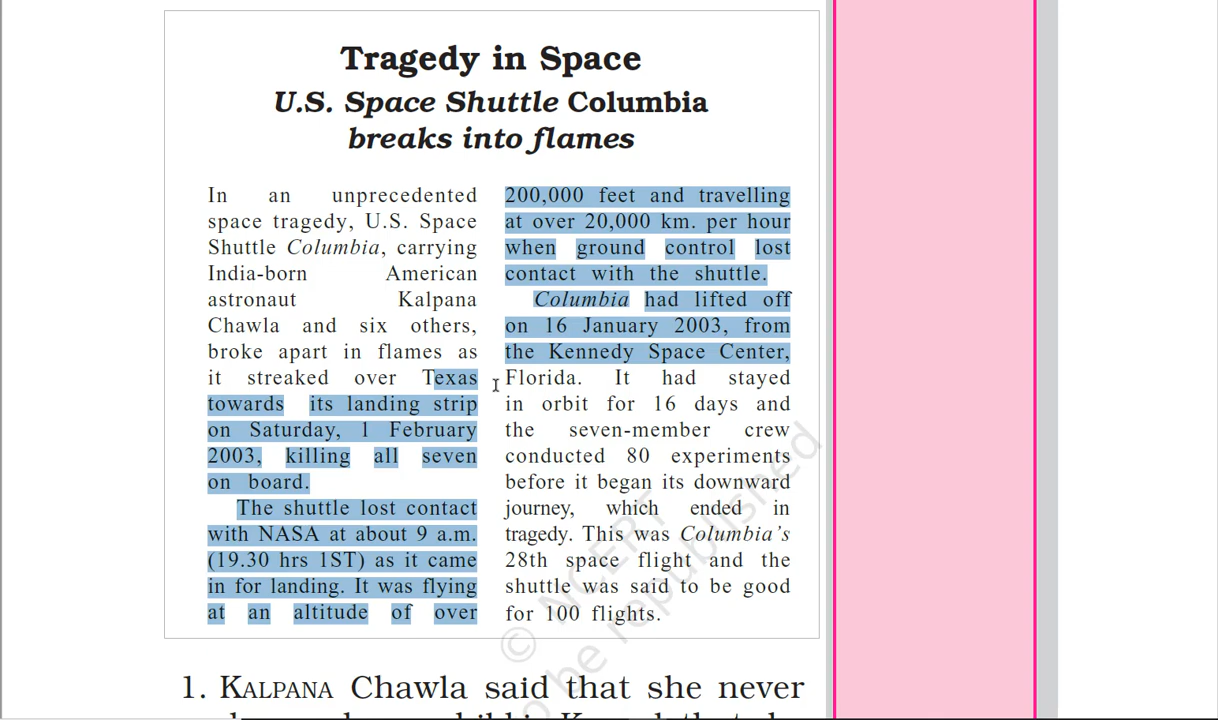 Tragedy in Space
U.S. Space Shuttle Columbia
breaks into flames
In an unprecedented
space tragedy, U.S. Space
Shuttle Columbia, carrying
India-born American
astronaut Kalpana
Chawla and six others,
broke apart in flames as
it streaked over Texas
towards its landing strip
on Saturday, 1 February
2003, killing all seven
on board.
The shuttle lost contact
with NASA at about 9 a.m.
(19.30 hrs 1ST) as it came
in for landing. It was flying
at an altitude of over
200,000 feet and travelling
at over 20,000 km. per hour
when ground control lost
contact with the shuttle.
Columbia had lifted off
on 16 January 2003, from
the Kennedy Space Center,
Florida. It had stayed
in orbit for 16 days and
the seven-member crew
conducted 80 experiments
before it began its downward
journey, which ended in
tragedy. This was Columbia's
28th space flight and the
shuttle was said to be good
for 100 flights.
© NCERT
o be republished
1. KALPANA Chawla said that she never